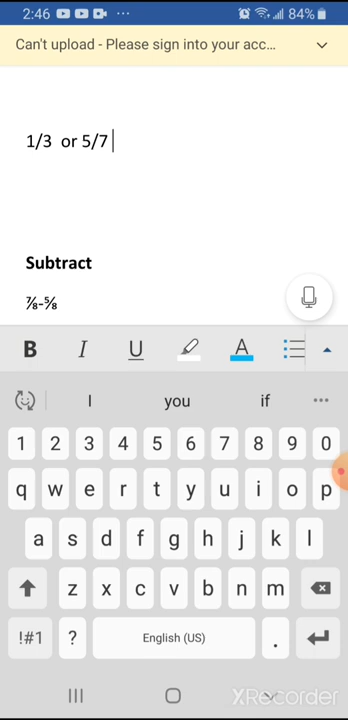 2:46 ··· 84%
Can't upload - Please sign into your acc...
1/3 or 5/7
Subtract
⅞-⅝
B I U A
I you if ···
1 2 3 4 5 6 7 8 9 0
q w e r t y u i o p
a s d f g h j k l
z x c v b n m
!#1 ? English (US) .
XRecorder